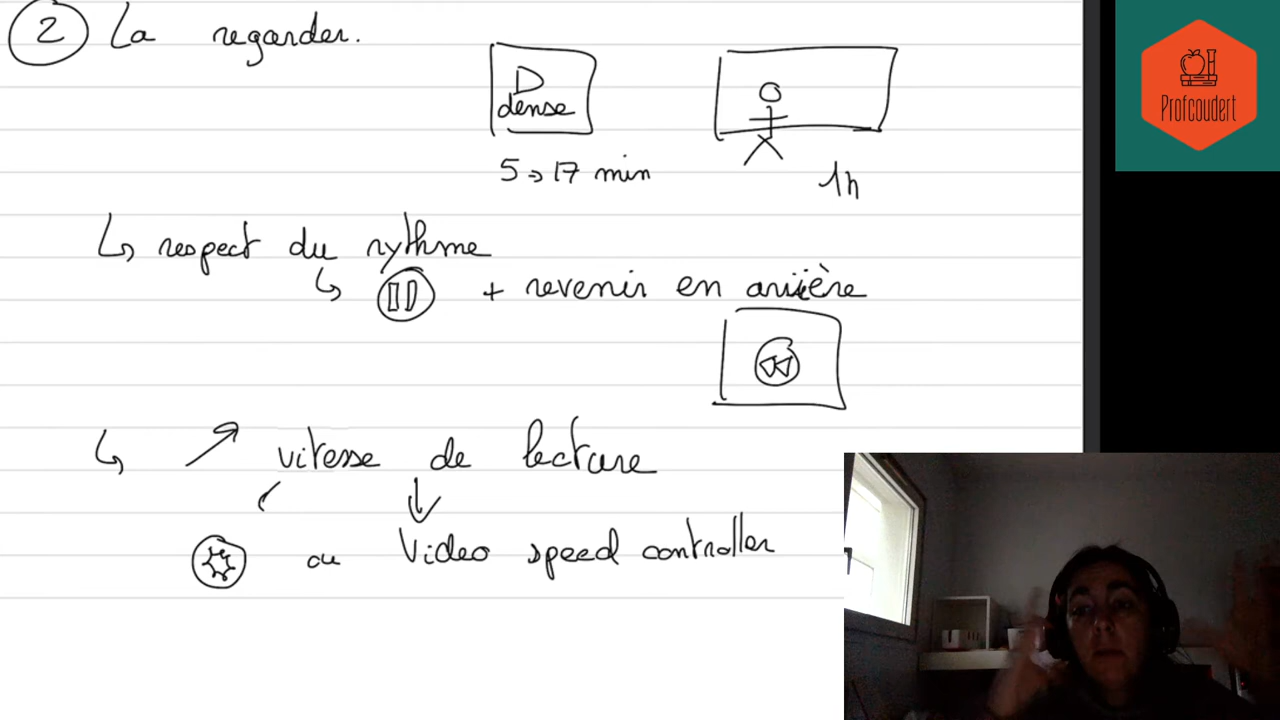 2 La regarder.
D
dense
5 → 17 min
1h
↳ respect du rythme
↳ + revenir en arrière
↳ ↗ vitesse de lecture
ou Video speed controller
Profcoudert